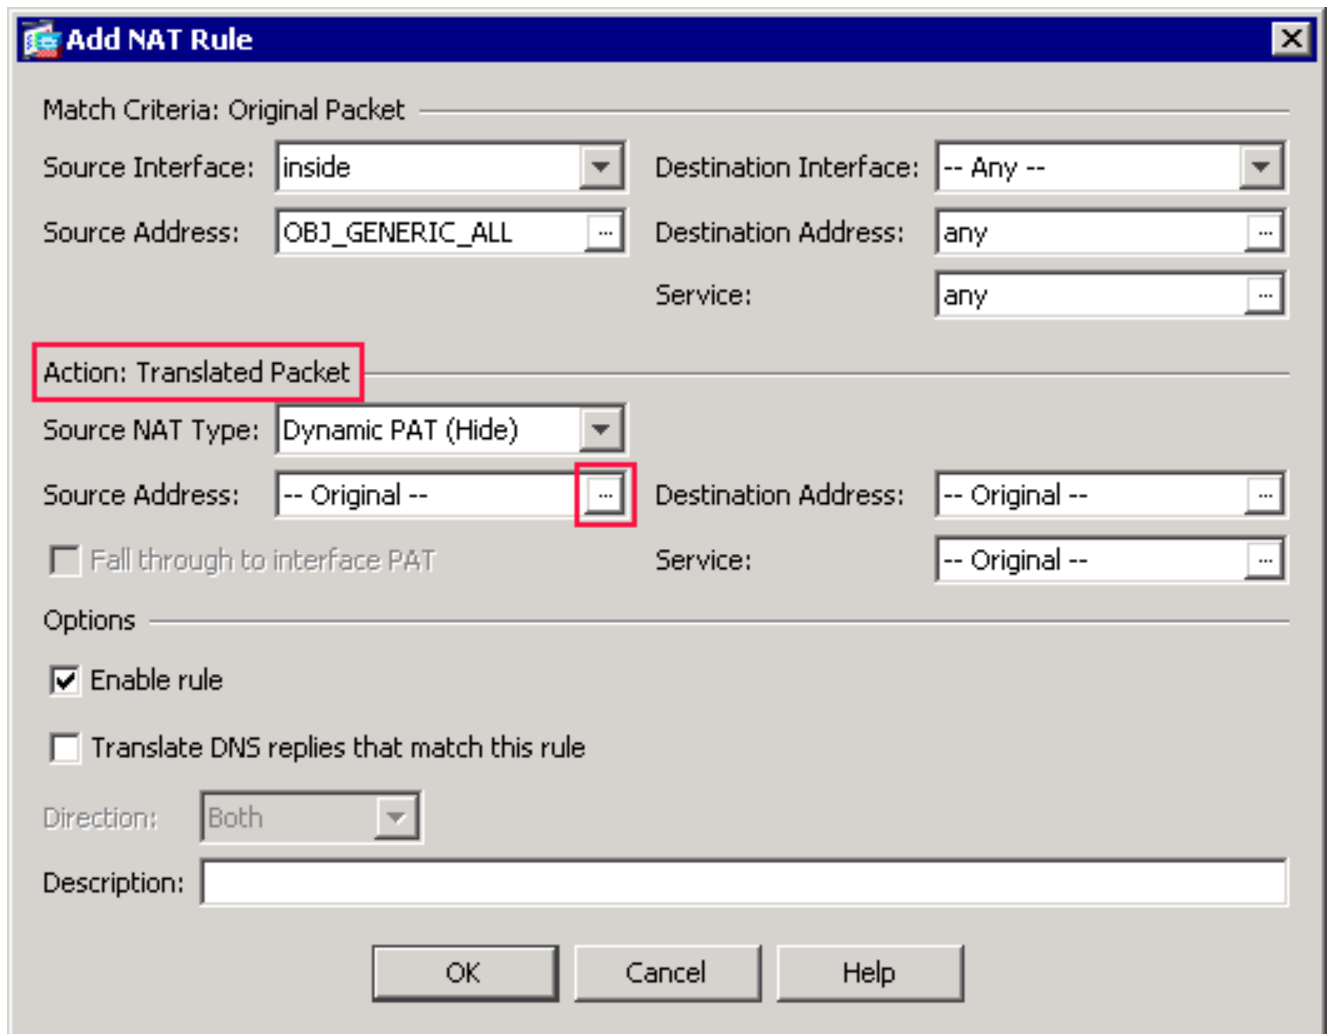 Add NAT Rule
Match Criteria: Original Packet
Source Interface: inside Destination Interface: -- Any --
Source Address: OBJ_GENERIC_ALL ... Destination Address: any ...
Service: any ...
Action: Translated Packet
Source NAT Type: Dynamic PAT (Hide)
Source Address: -- Original -- ... Destination Address: -- Original -- ...
Fall through to interface PAT Service: -- Original -- ...
Options
Enable rule
Translate DNS replies that match this rule
Direction: Both
Description:
OK Cancel Help